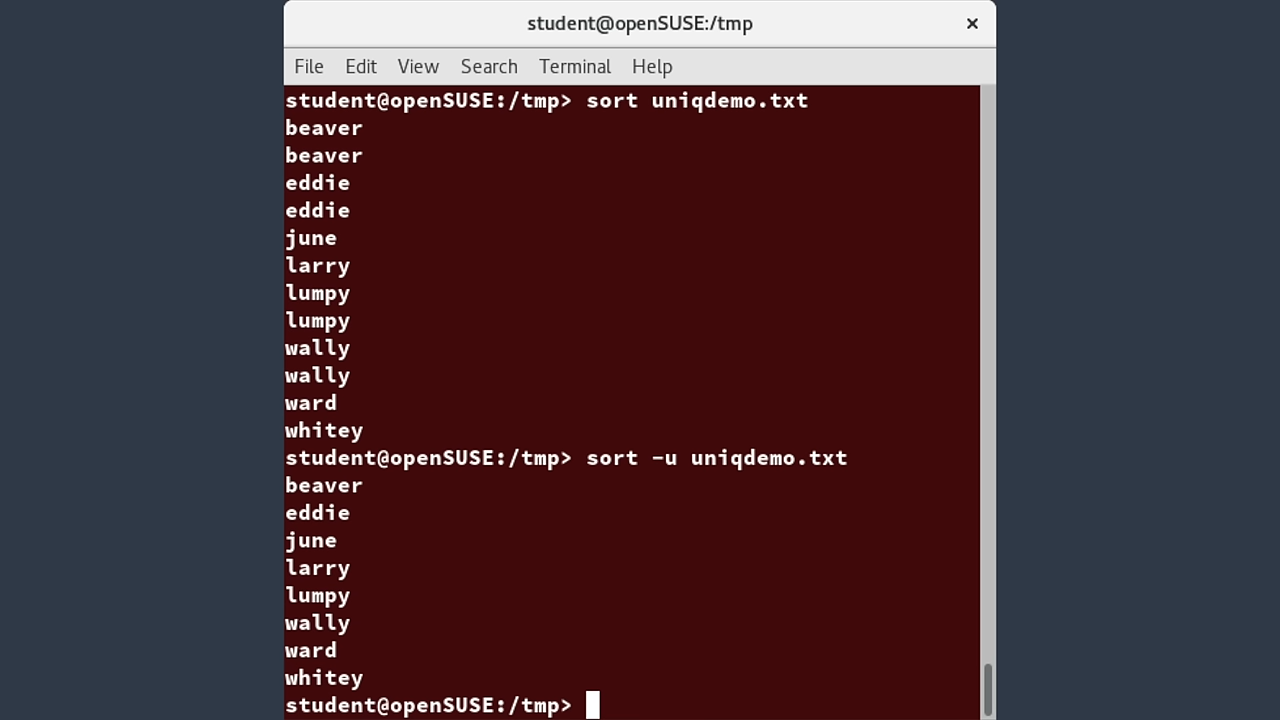 student@openSUSE:/tmp
×
File Edit View Search Terminal Help
student@openSUSE:/tmp> sort uniqdemo.txt
beaver
beaver
eddie
eddie
june
larry
lumpy
lumpy
wally
wally
ward
whitey
student@openSUSE:/tmp> sort -u uniqdemo.txt
beaver
eddie
june
larry
lumpy
wally
ward
whitey
student@openSUSE:/tmp>